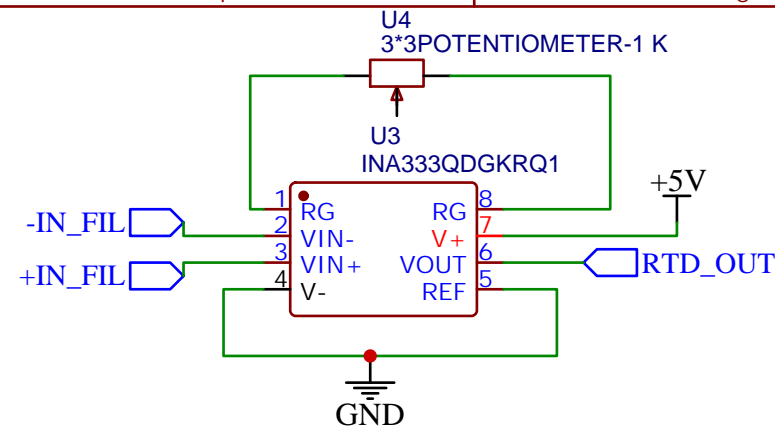 U4
3*3POTENTIOMETER-1 K
U3
INA333QDGKRQ1
+5V
1 RG RG 8
-IN_FIL 2 VIN- V+ 7
+IN_FIL 3 VIN+ VOUT 6 RTD_OUT
4 V- REF 5
GND